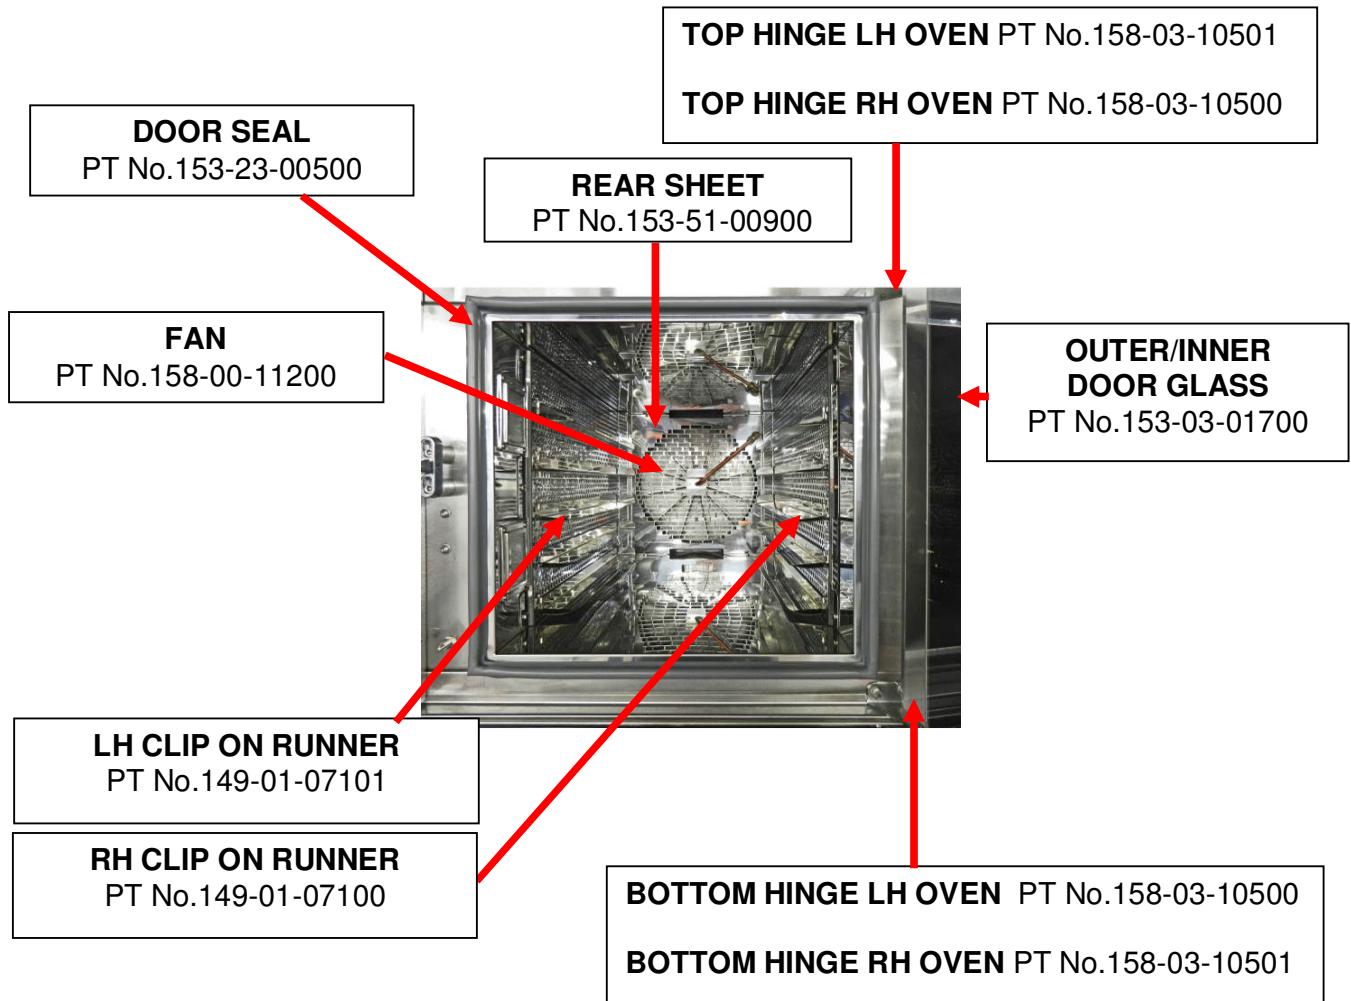 TOP HINGE LH OVEN PT No.158-03-10501
TOP HINGE RH OVEN PT No.158-03-10500
DOOR SEAL
PT No.153-23-00500
REAR SHEET
PT No.153-51-00900
FAN
PT No.158-00-11200
OUTER/INNER
DOOR GLASS
PT No.153-03-01700
LH CLIP ON RUNNER
PT No.149-01-07101
RH CLIP ON RUNNER
PT No.149-01-07100
BOTTOM HINGE LH OVEN PT No.158-03-10500
BOTTOM HINGE RH OVEN PT No.158-03-10501